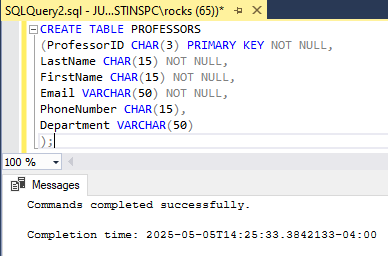 SQLQuery2.sql - JU...STINSPC\rocks (65))*
CREATE TABLE PROFESSORS
(ProfessorID CHAR(3) PRIMARY KEY NOT NULL,
LastName CHAR(15) NOT NULL,
FirstName CHAR(15) NOT NULL,
Email VARCHAR(50) NOT NULL,
PhoneNumber CHAR(15),
Department VARCHAR(50)
);
100 %
Messages
Commands completed successfully.
Completion time: 2025-05-05T14:25:33.3842133-04:00